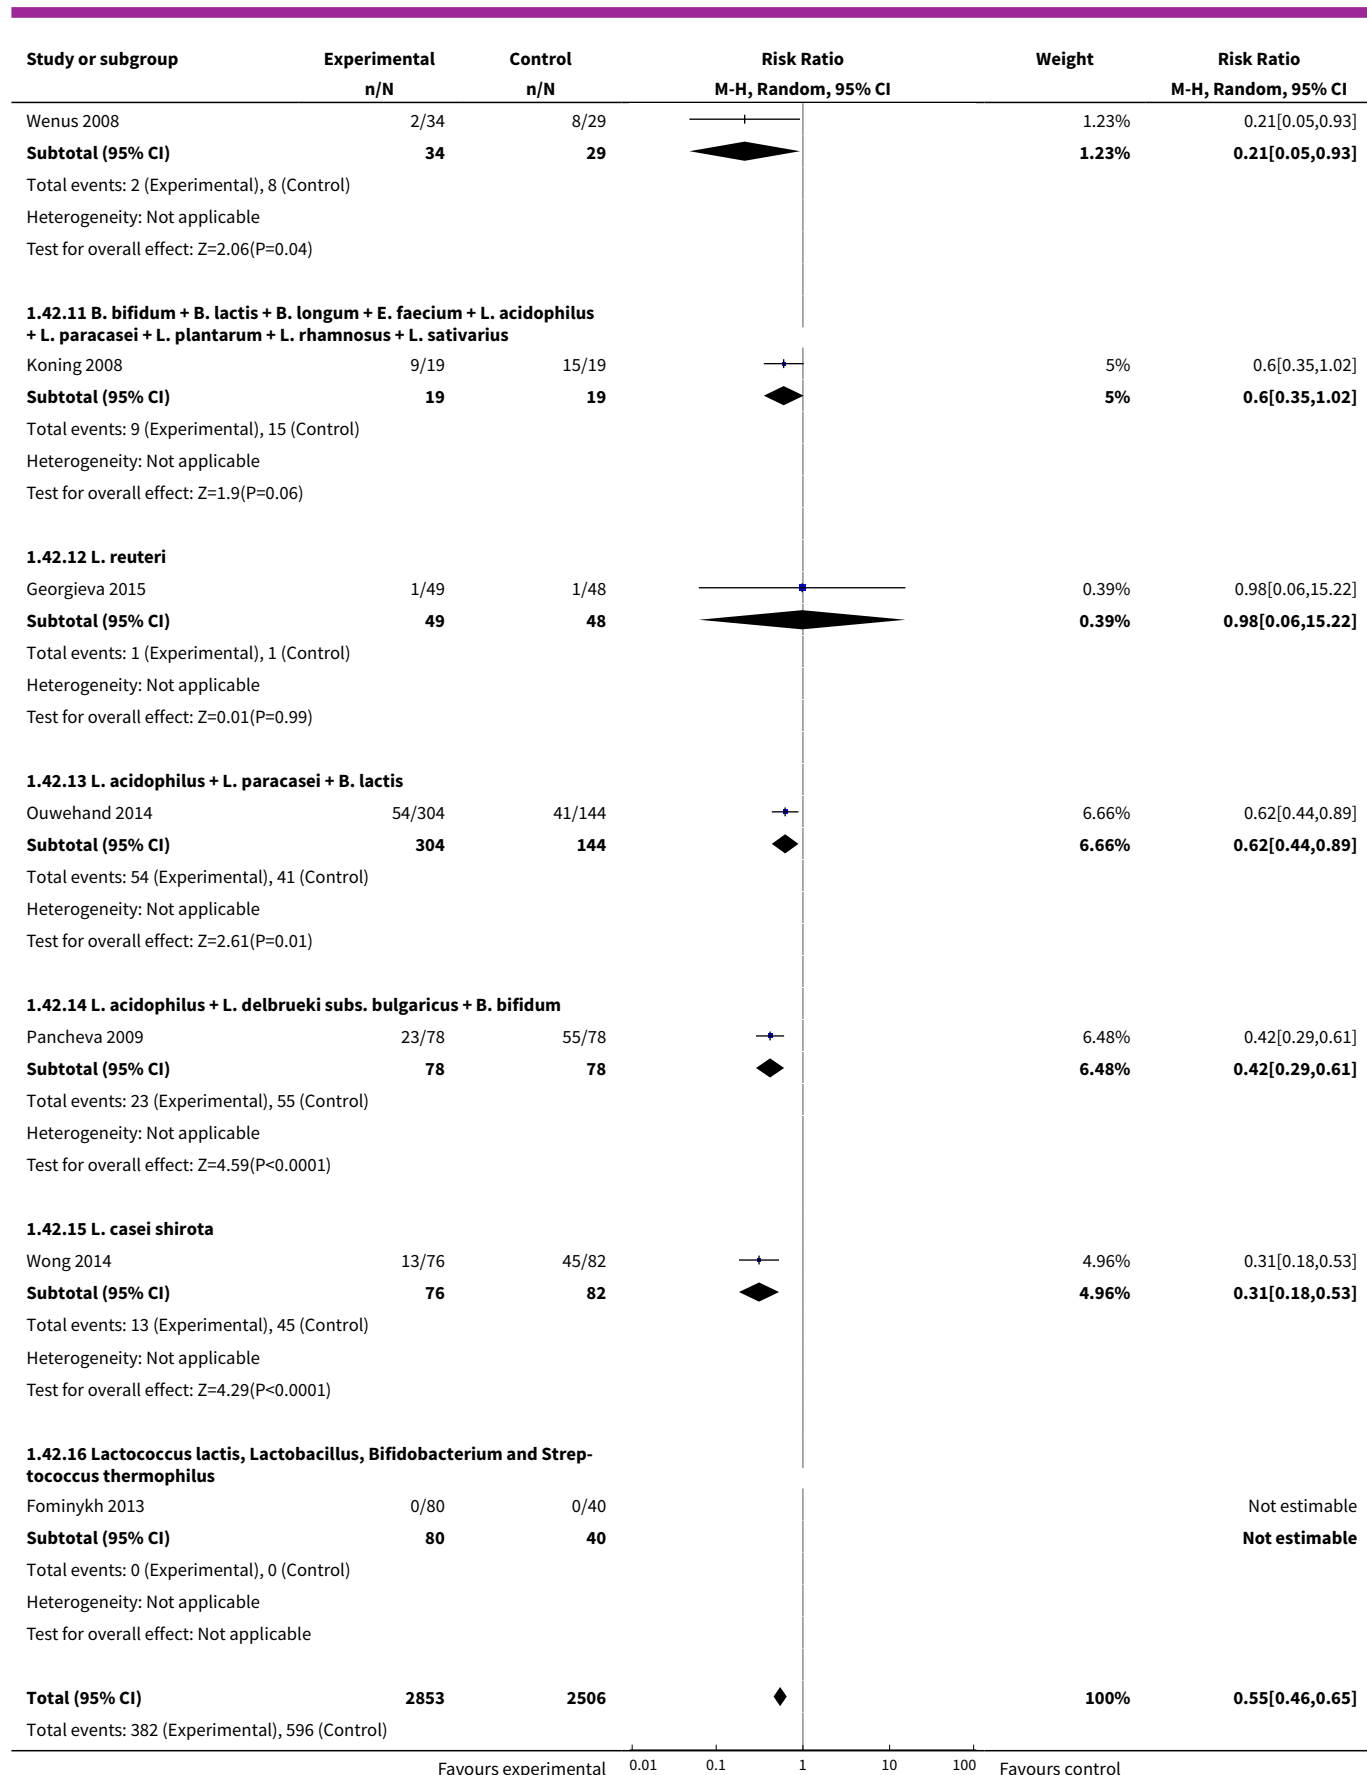 Study or subgroup Experimental Control Risk Ratio Weight Risk Ratio
n/N n/N M-H, Random, 95% CI M-H, Random, 95% CI
Wenus 2008 2/34 8/29 1.23% 0.21[0.05,0.93]
Subtotal (95% CI) 34 29 1.23% 0.21[0.05,0.93]
Total events: 2 (Experimental), 8 (Control)
Heterogeneity: Not applicable
Test for overall effect: Z=2.06(P=0.04)
1.42.11 B. bifidum + B. lactis + B. longum + E. faecium + L. acidophilus
+ L. paracasei + L. plantarum + L. rhamnosus + L. sativarius
Koning 2008 9/19 15/19 5% 0.6[0.35,1.02]
Subtotal (95% CI) 19 19 5% 0.6[0.35,1.02]
Total events: 9 (Experimental), 15 (Control)
Heterogeneity: Not applicable
Test for overall effect: Z=1.9(P=0.06)
1.42.12 L. reuteri
Georgieva 2015 1/49 1/48 0.39% 0.98[0.06,15.22]
Subtotal (95% CI) 49 48 0.39% 0.98[0.06,15.22]
Total events: 1 (Experimental), 1 (Control)
Heterogeneity: Not applicable
Test for overall effect: Z=0.01(P=0.99)
1.42.13 L. acidophilus + L. paracasei + B. lactis
Ouwehand 2014 54/304 41/144 6.66% 0.62[0.44,0.89]
Subtotal (95% CI) 304 144 6.66% 0.62[0.44,0.89]
Total events: 54 (Experimental), 41 (Control)
Heterogeneity: Not applicable
Test for overall effect: Z=2.61(P=0.01)
1.42.14 L. acidophilus + L. delbrueki subs. bulgaricus + B. bifidum
Pancheva 2009 23/78 55/78 6.48% 0.42[0.29,0.61]
Subtotal (95% CI) 78 78 6.48% 0.42[0.29,0.61]
Total events: 23 (Experimental), 55 (Control)
Heterogeneity: Not applicable
Test for overall effect: Z=4.59(P<0.0001)
1.42.15 L. casei shirota
Wong 2014 13/76 45/82 4.96% 0.31[0.18,0.53]
Subtotal (95% CI) 76 82 4.96% 0.31[0.18,0.53]
Total events: 13 (Experimental), 45 (Control)
Heterogeneity: Not applicable
Test for overall effect: Z=4.29(P<0.0001)
1.42.16 Lactococcus lactis, Lactobacillus, Bifidobacterium and Strep-
tococcus thermophilus
Fominykh 2013 0/80 0/40 Not estimable
Subtotal (95% CI) 80 40 Not estimable
Total events: 0 (Experimental), 0 (Control)
Heterogeneity: Not applicable
Test for overall effect: Not applicable
Total (95% CI) 2853 2506 100% 0.55[0.46,0.65]
Total events: 382 (Experimental), 596 (Control)
Favours experimental 0.01 0.1 1 10 100 Favours control